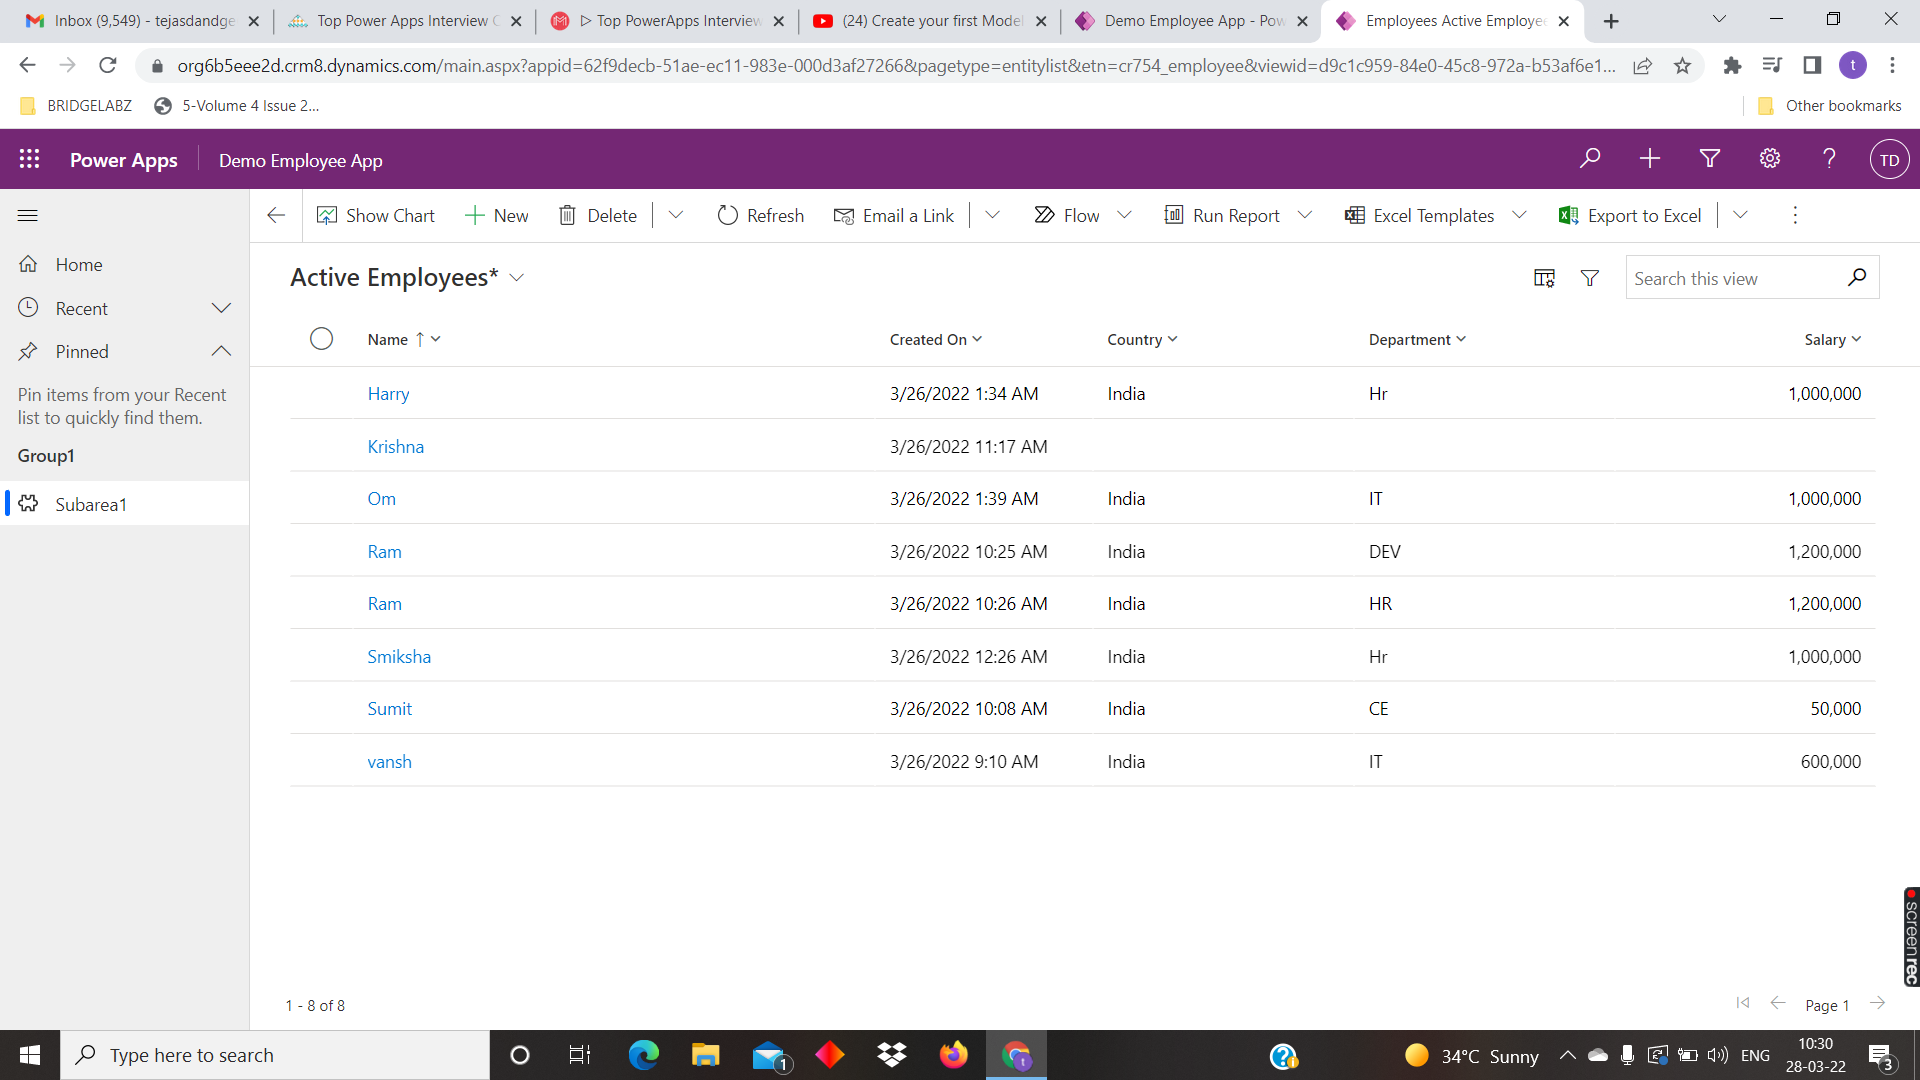 Inbox (9,549) - tejasdandge
Top Power Apps Interview Q
▷ Top PowerApps Interview
(24) Create your first Model
Demo Employee App - Pow
Employees Active Employee
org6b5eee2d.crm8.dynamics.com/main.aspx?appid=62f9decb-51ae-ec11-983e-000d3af27266&pagetype=entitylist&etn=cr754_employee&viewid=d9c1c959-84e0-45c8-972a-b53af6e1...
t
BRIDGELABZ
5-Volume 4 Issue 2...
Other bookmarks
Power Apps
Demo Employee App
TD
Show Chart
New
Delete
Refresh
Email a Link
Flow
Run Report
Excel Templates
Export to Excel
Home
Recent
Pinned
Pin items from your Recent
list to quickly find them.
Group1
Subarea1
Active Employees*
Search this view
Name ↑ Created On Country Department Salary
Harry 3/26/2022 1:34 AM India Hr 1,000,000
Krishna 3/26/2022 11:17 AM
Om 3/26/2022 1:39 AM India IT 1,000,000
Ram 3/26/2022 10:25 AM India DEV 1,200,000
Ram 3/26/2022 10:26 AM India HR 1,200,000
Smiksha 3/26/2022 12:26 AM India Hr 1,000,000
Sumit 3/26/2022 10:08 AM India CE 50,000
vansh 3/26/2022 9:10 AM India IT 600,000
screenrec
1 - 8 of 8
Page 1
Type here to search
1
t
34°C Sunny
ENG
10:30
28-03-22
3